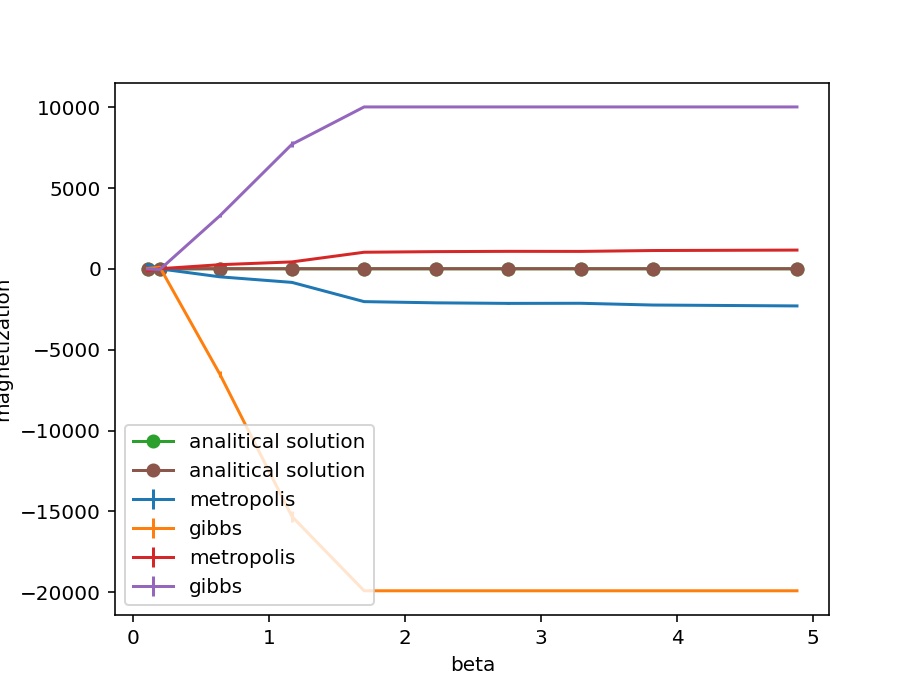 10000
5000
0
−5000
−10000
−15000
−20000
magnetization
analitical solution
analitical solution
metropolis
gibbs
metropolis
gibbs
0 1 2 3 4 5
beta